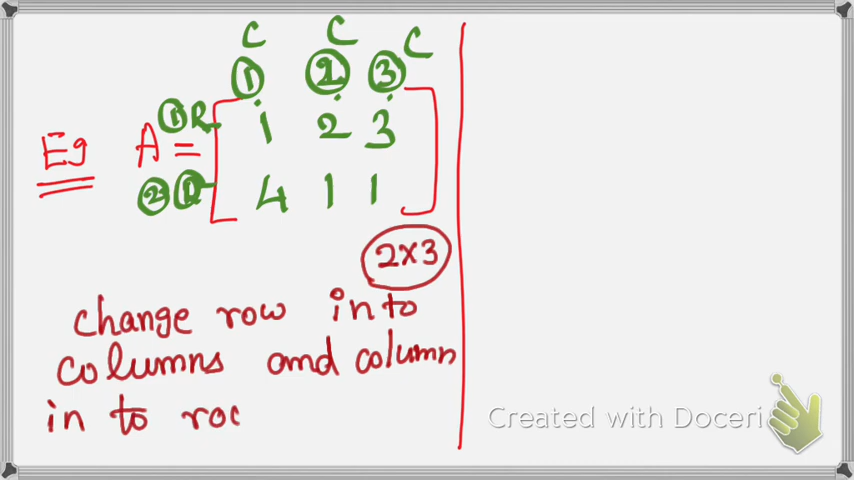 C C C
1 2 3
1 R 1 2 3
Eg A =
2 4 1 1
2x3
change row into
columns and column
in to
Created with Doceri